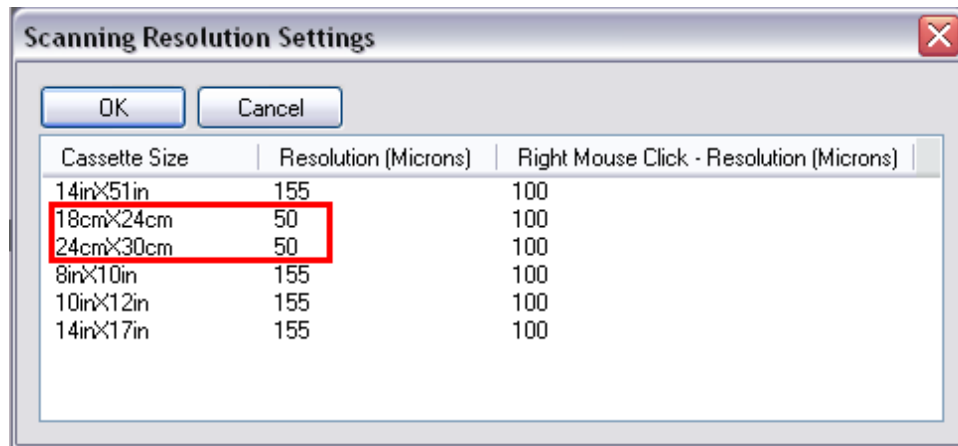 Scanning Resolution Settings
OK Cancel
Cassette Size Resolution (Microns) Right Mouse Click - Resolution (Microns)
14inX51in 155 100
18cmX24cm 50 100
24cmX30cm 50 100
8inX10in 155 100
10inX12in 155 100
14inX17in 155 100